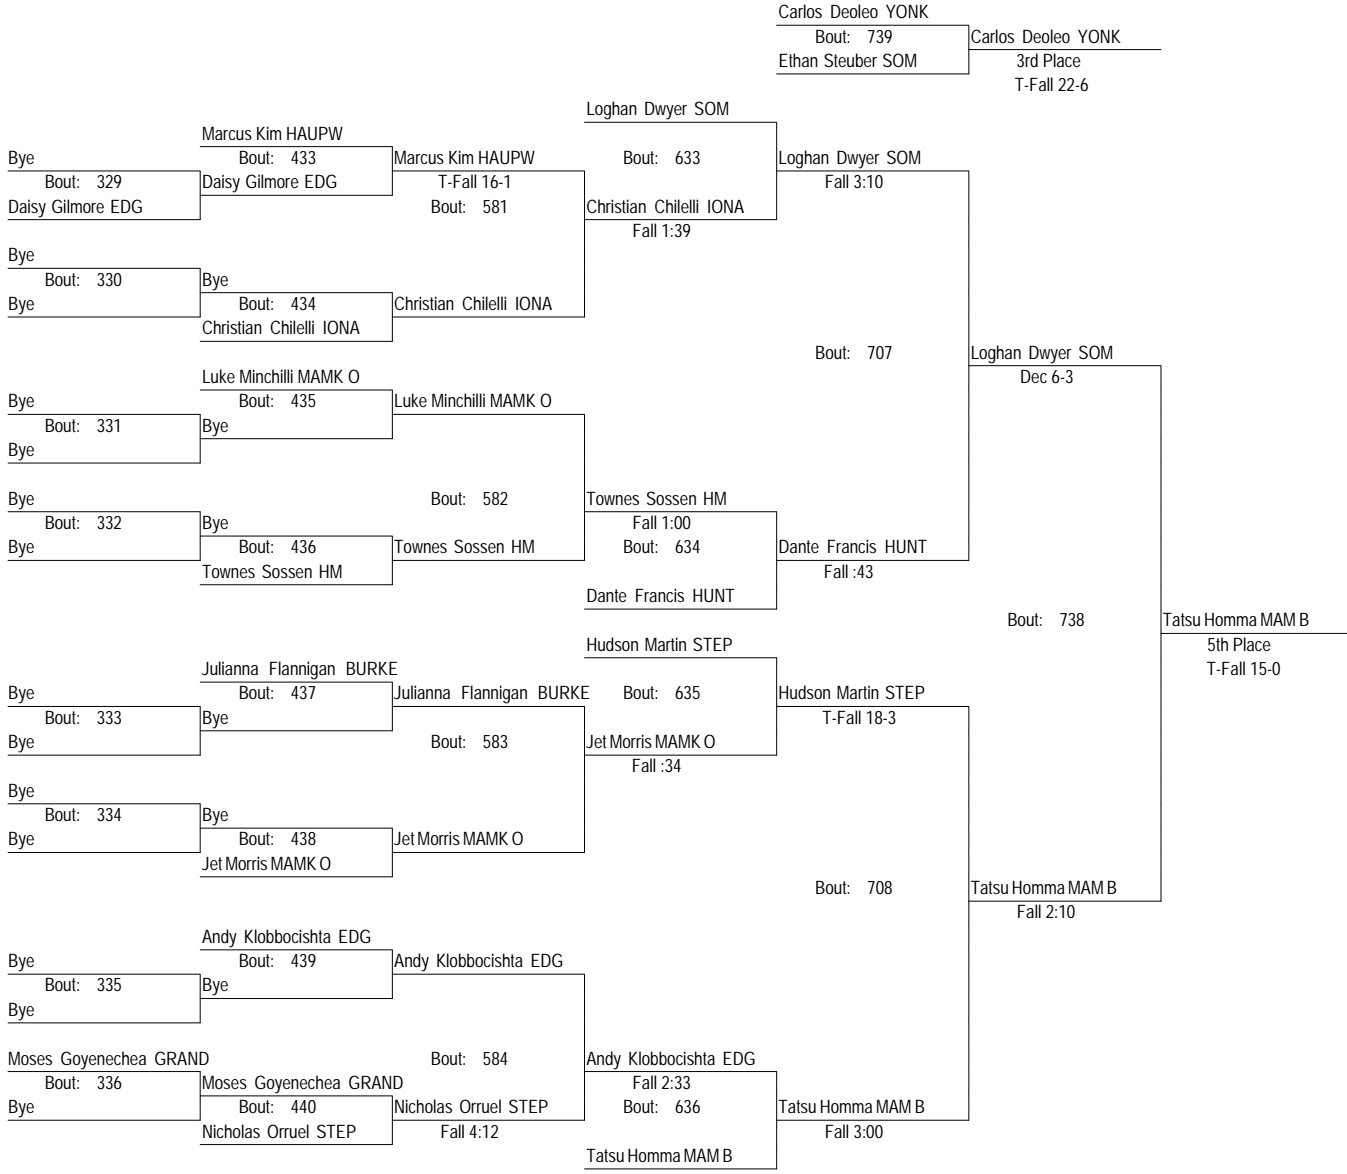 Carlos Deoleo YONK
Bout: 739
Carlos Deoleo YONK
Ethan Steuber SOM
3rd Place
T-Fall 22-6
Loghan Dwyer SOM
Marcus Kim HAUPW
Bye
Bout: 433
Marcus Kim HAUPW
Bout: 633
Loghan Dwyer SOM
Bout: 329
Daisy Gilmore EDG
T-Fall 16-1
Fall 3:10
Daisy Gilmore EDG
Bout: 581
Christian Chilelli IONA
Fall 1:39
Bye
Bout: 330
Bye
Bye
Bout: 434
Christian Chilelli IONA
Christian Chilelli IONA
Bout: 707
Loghan Dwyer SOM
Dec 6-3
Luke Minchilli MAMK O
Bye
Bout: 435
Luke Minchilli MAMK O
Bout: 331
Bye
Bye
Bye
Bout: 582
Townes Sossen HM
Bout: 332
Bye
Fall 1:00
Bye
Bout: 436
Townes Sossen HM
Bout: 634
Dante Francis HUNT
Townes Sossen HM
Fall :43
Dante Francis HUNT
Bout: 738
Tatsu Homma MAM B
Hudson Martin STEP
5th Place
T-Fall 15-0
Julianna Flannigan BURKE
Bye
Bout: 437
Julianna Flannigan BURKE
Bout: 635
Hudson Martin STEP
Bout: 333
Bye
T-Fall 18-3
Bye
Bout: 583
Jet Morris MAMK O
Fall :34
Bye
Bout: 334
Bye
Bye
Bout: 438
Jet Morris MAMK O
Jet Morris MAMK O
Bout: 708
Tatsu Homma MAM B
Fall 2:10
Andy Klobbocishta EDG
Bye
Bout: 439
Andy Klobbocishta EDG
Bout: 335
Bye
Bye
Moses Goyenechea GRAND
Bout: 584
Andy Klobbocishta EDG
Bout: 336
Moses Goyenechea GRAND
Fall 2:33
Bye
Bout: 440
Nicholas Orruel STEP
Bout: 636
Tatsu Homma MAM B
Nicholas Orruel STEP
Fall 4:12
Fall 3:00
Tatsu Homma MAM B